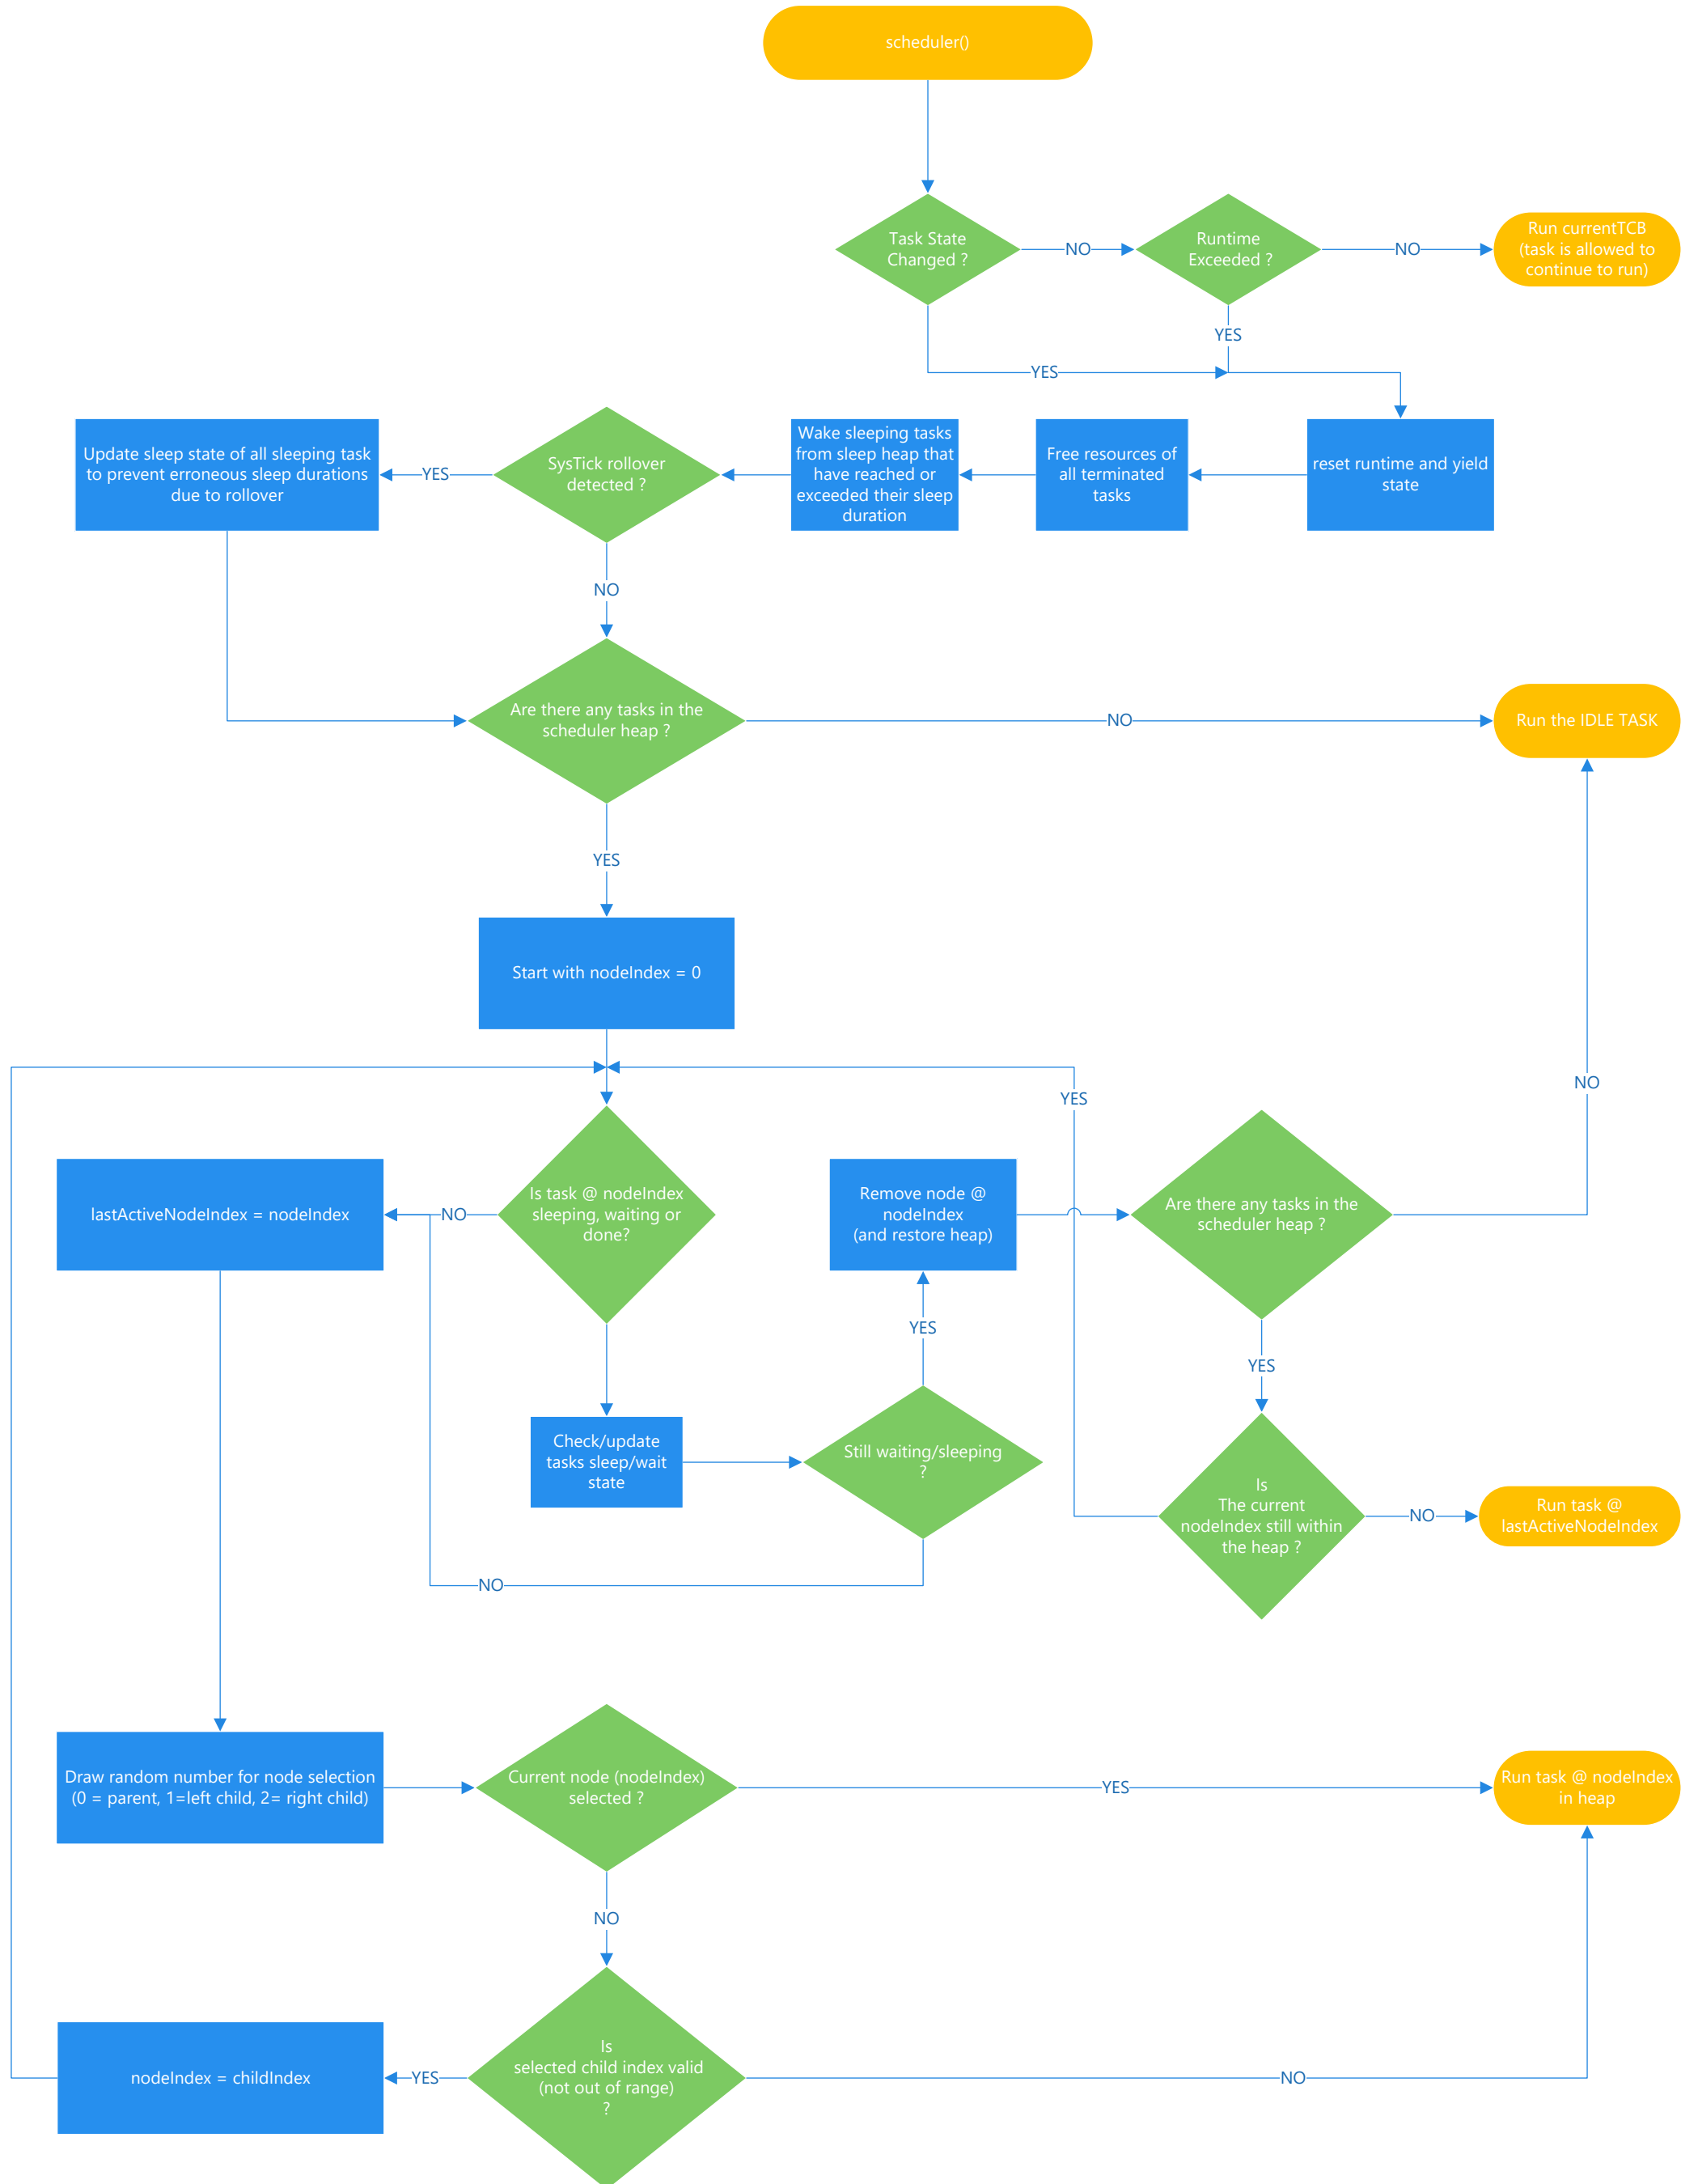 scheduler()
Task State
Changed ?
NO
Runtime
Exceeded ?
NO
Run currentTCB
(task is allowed to
continue to run)
YES
YES
Update sleep state of all sleeping task
to prevent erroneous sleep durations
due to rollover
YES
SysTick rollover
detected ?
Wake sleeping tasks
from sleep heap that
have reached or
exceeded their sleep
duration
Free resources of
all terminated
tasks
reset runtime and yield
state
NO
Are there any tasks in the
scheduler heap ?
NO
Run the IDLE TASK
YES
Start with nodeIndex = 0
YES
NO
lastActiveNodeIndex = nodeIndex
NO
Is task @ nodeIndex
sleeping, waiting or
done?
Remove node @
nodeIndex
(and restore heap)
Are there any tasks in the
scheduler heap ?
YES
YES
Check/update
tasks sleep/wait
state
Still waiting/sleeping
?
Is
The current
nodeIndex still within
the heap ?
NO
Run task @
lastActiveNodeIndex
NO
Draw random number for node selection
(0 = parent, 1=left child, 2= right child)
Current node (nodeIndex)
selected ?
YES
Run task @ nodeIndex
in heap
NO
nodeIndex = childIndex
YES
Is
selected child index valid
(not out of range)
?
NO